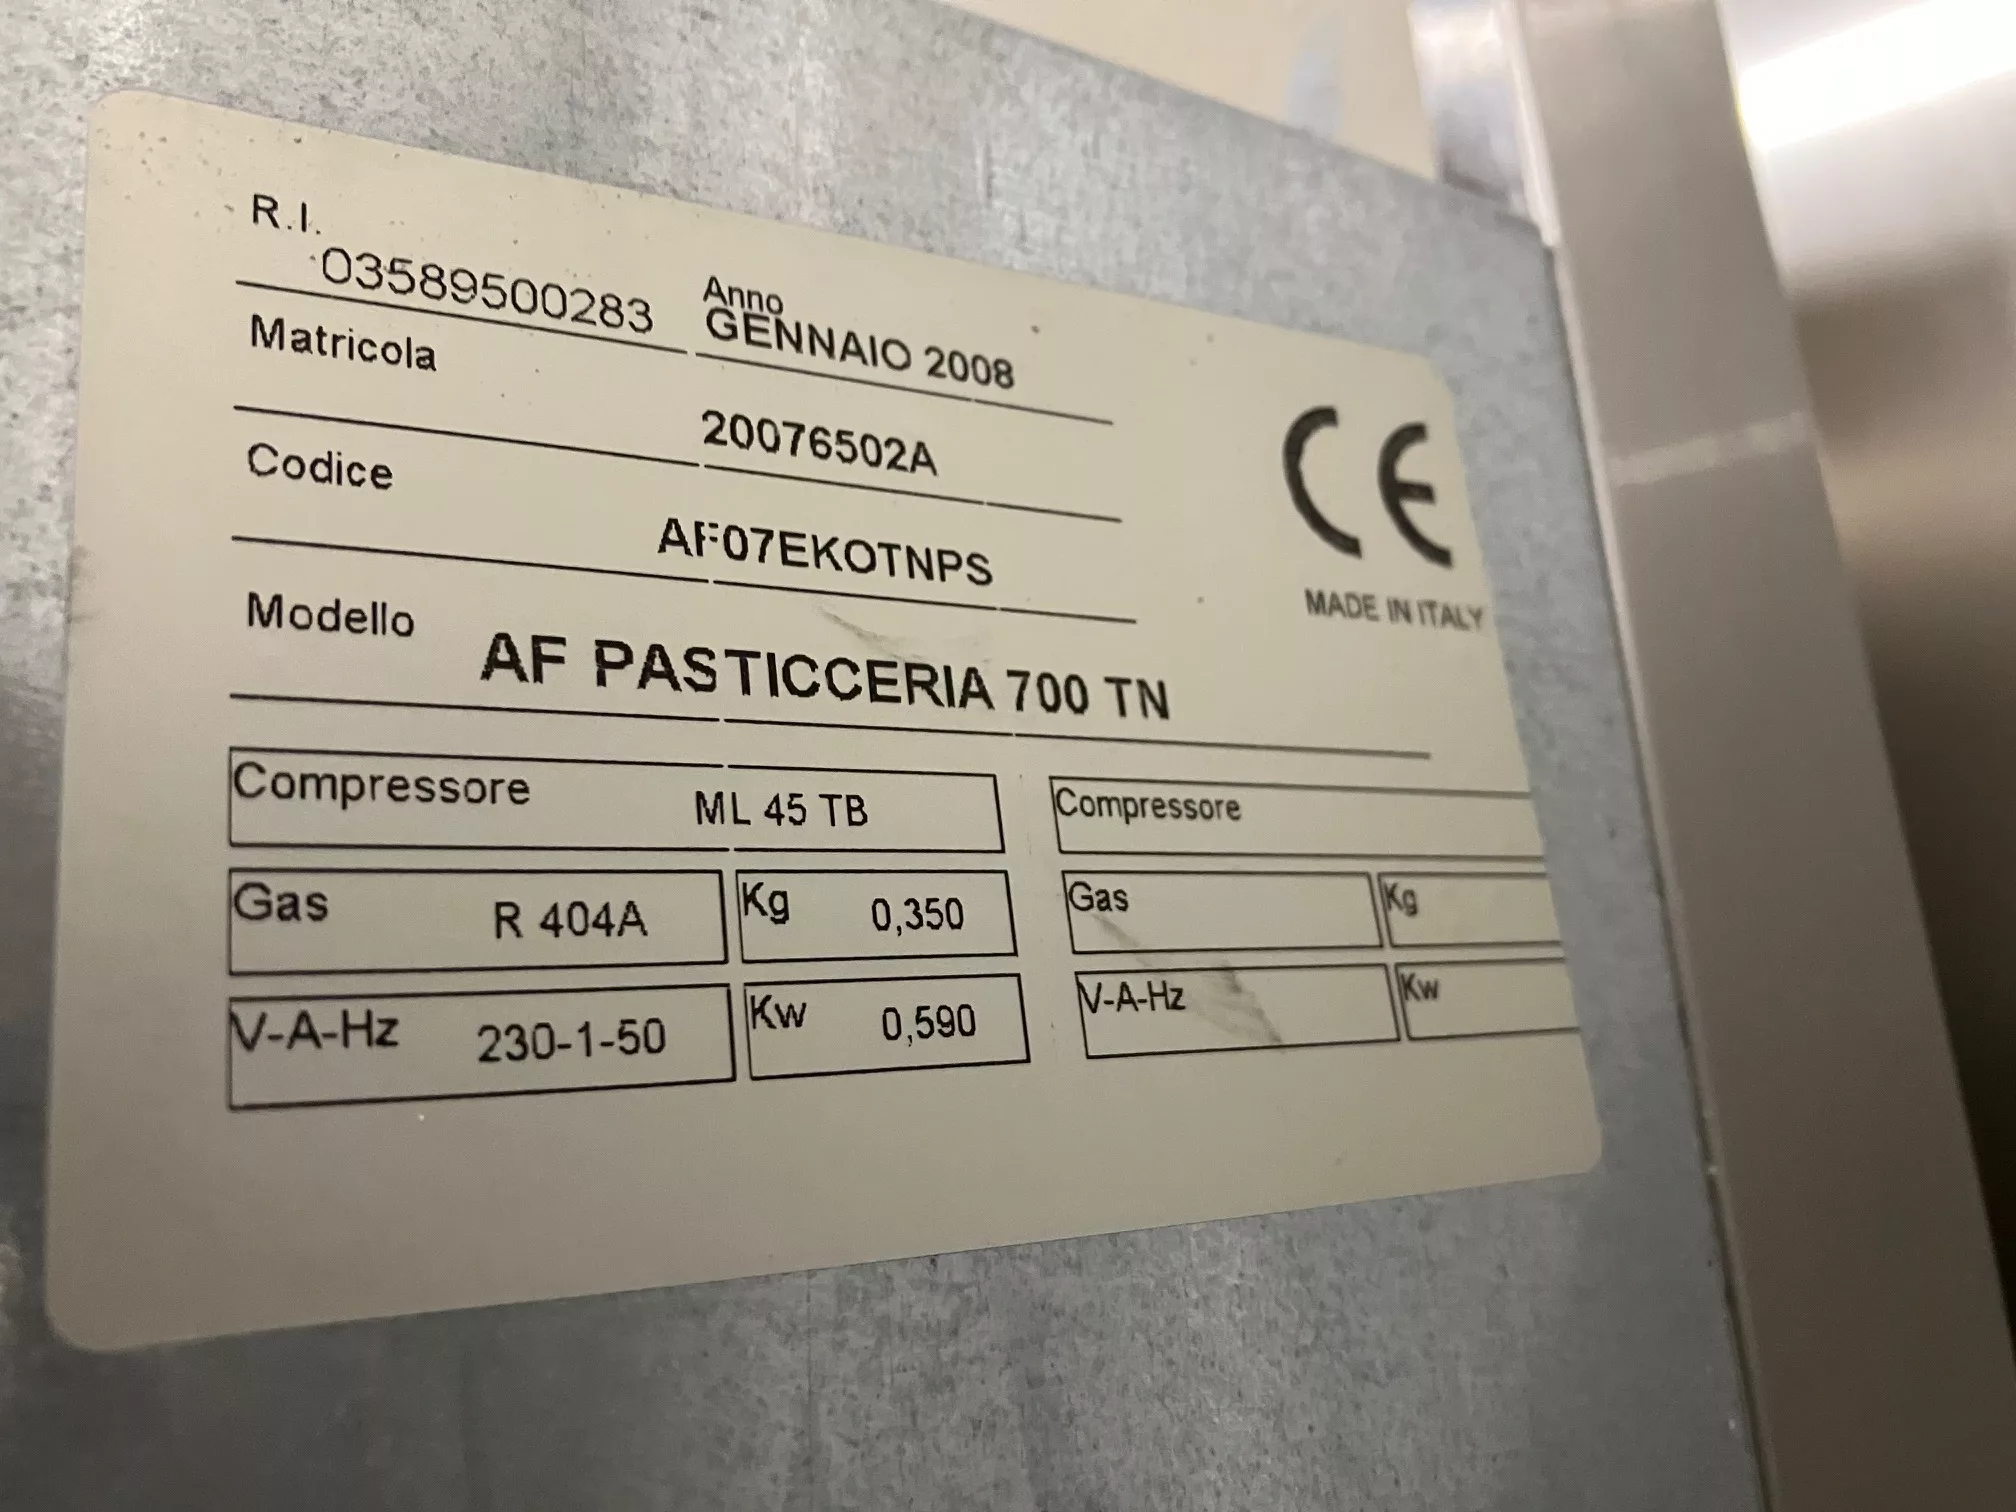 R.I.
03589500283
Anno
GENNAIO 2008
Matricola
20076502A
Codice
AF07EKOTNPS
Modello
AF PASTICCERIA 700 TN
CE
MADE IN ITALY
Compressore ML 45 TB
Gas R 404A Kg 0,350
V-A-Hz 230-1-50 Kw 0,590
Compressore
Gas Kg
V-A-Hz Kw